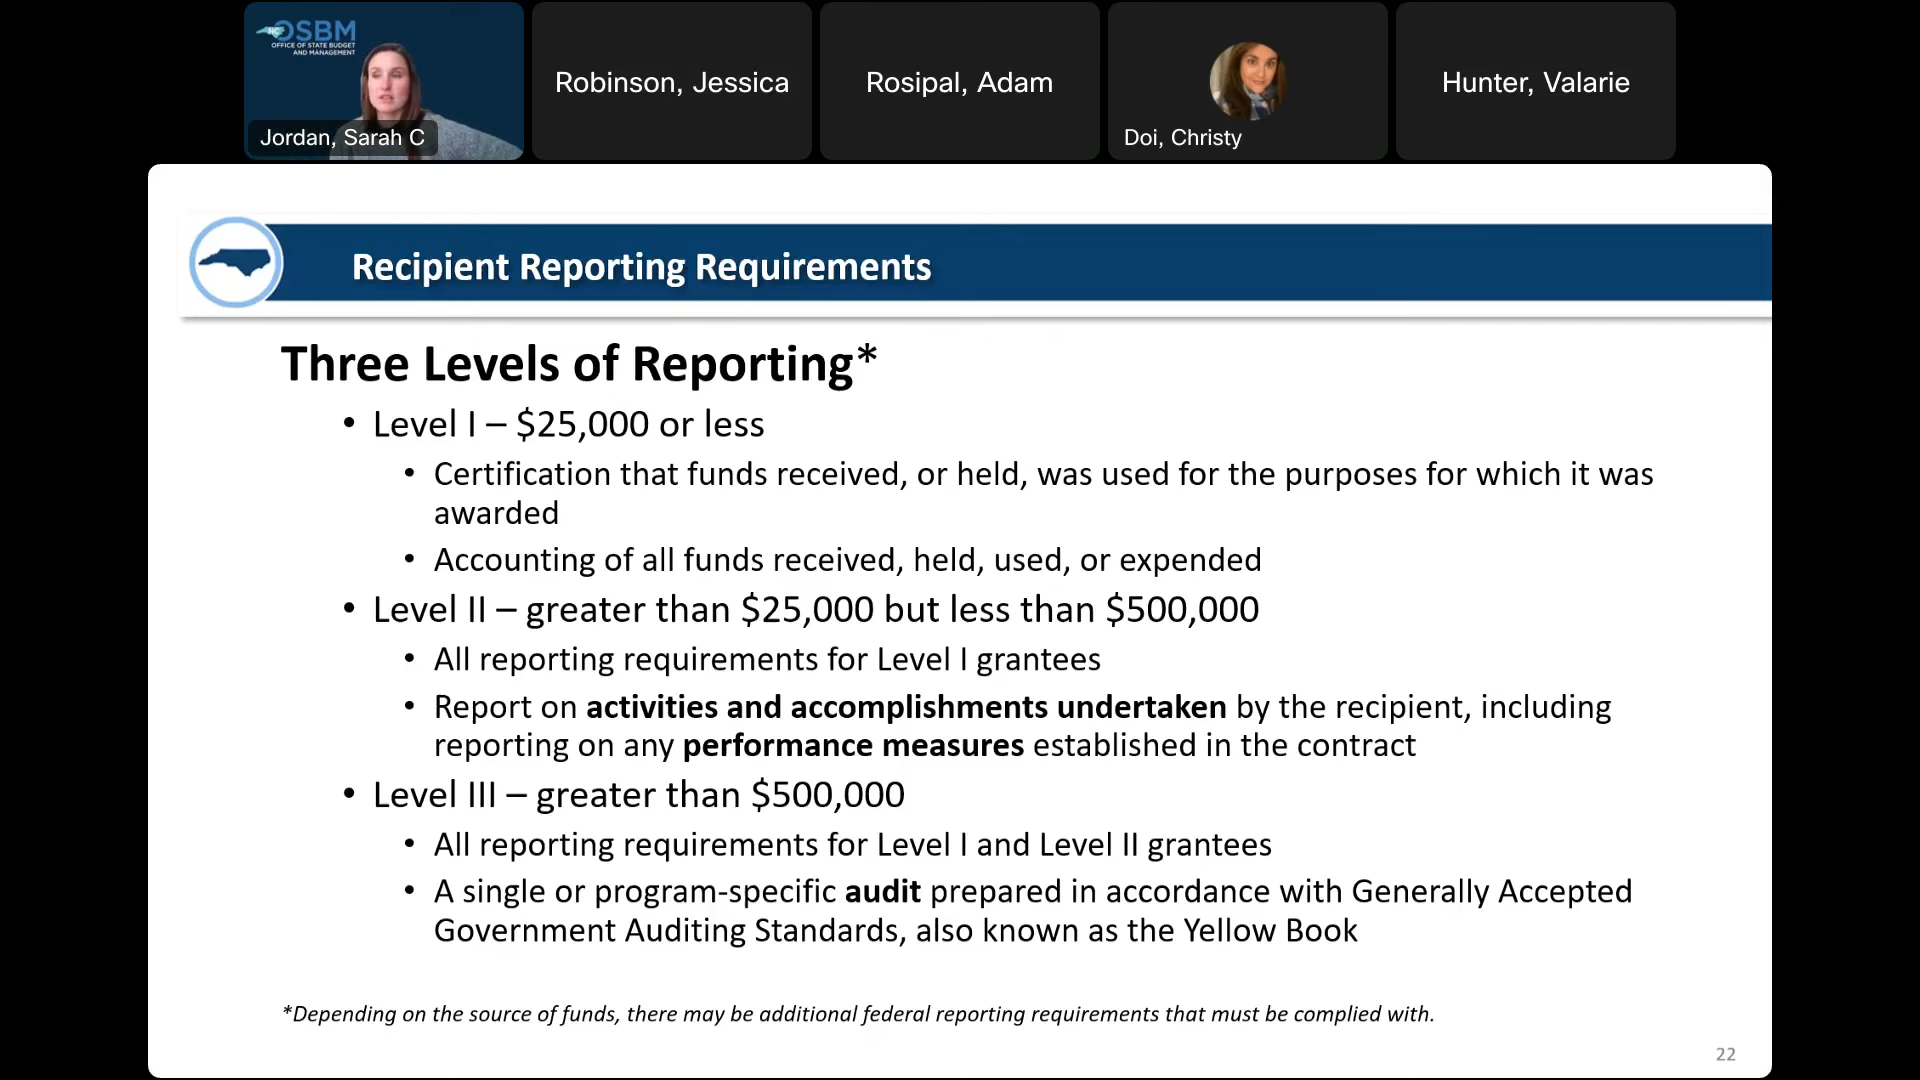 NC OSBM
OFFICE OF STATE BUDGET
AND MANAGEMENT
Jordan, Sarah C
Robinson, Jessica
Rosipal, Adam
Doi, Christy
Hunter, Valarie
Recipient Reporting Requirements
Three Levels of Reporting*
• Level I – $25,000 or less
• Certification that funds received, or held, was used for the purposes for which it was
awarded
• Accounting of all funds received, held, used, or expended
• Level II – greater than $25,000 but less than $500,000
• All reporting requirements for Level I grantees
• Report on activities and accomplishments undertaken by the recipient, including
reporting on any performance measures established in the contract
• Level III – greater than $500,000
• All reporting requirements for Level I and Level II grantees
• A single or program-specific audit prepared in accordance with Generally Accepted
Government Auditing Standards, also known as the Yellow Book
*Depending on the source of funds, there may be additional federal reporting requirements that must be complied with.
22